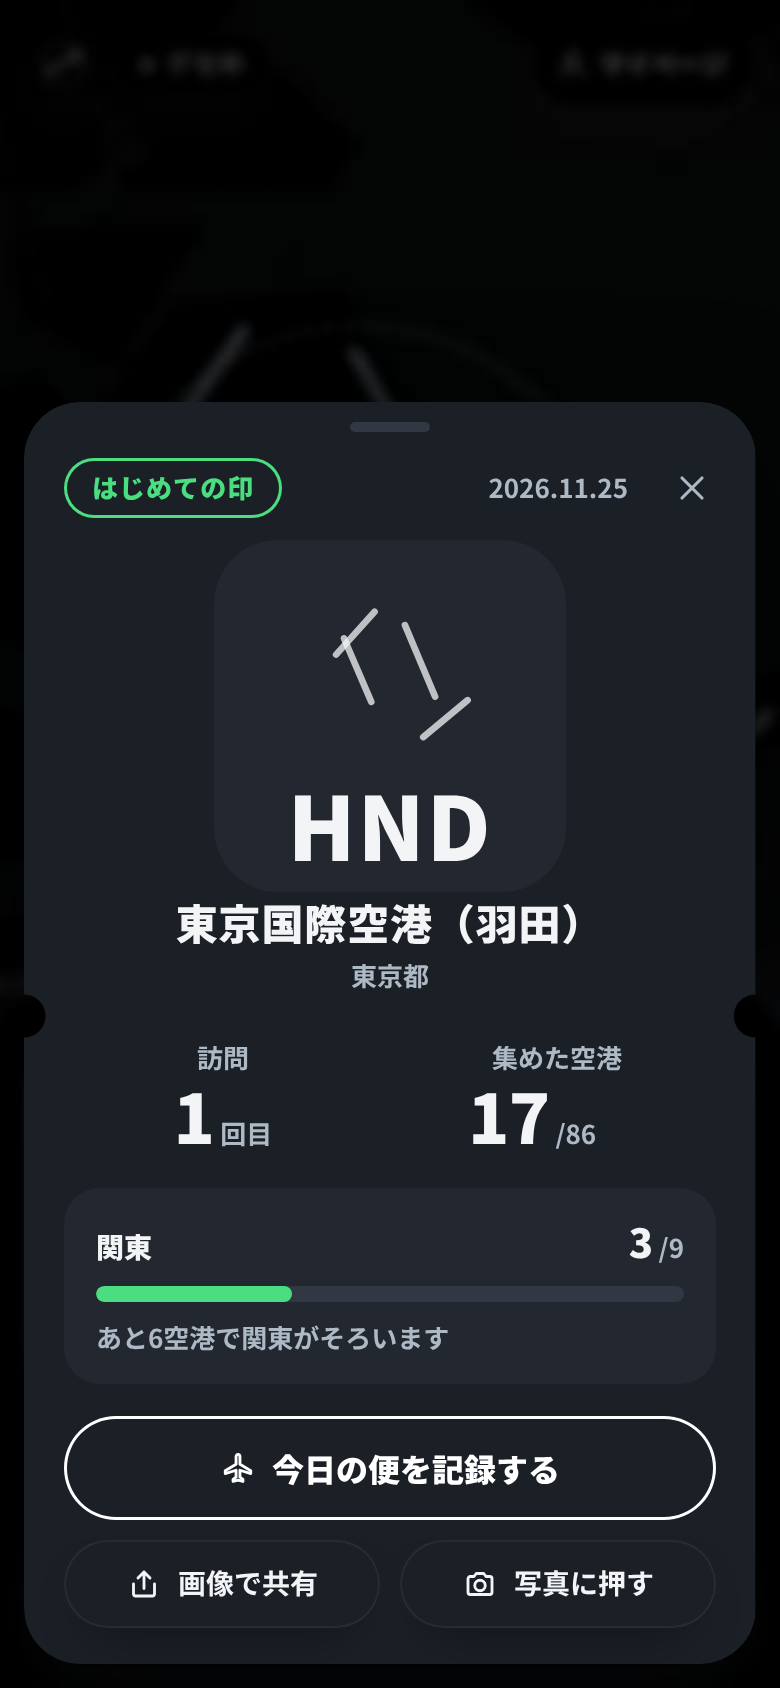 はじめての印
2026.11.25
HND
東京国際空港（羽田）
東京都
訪問
1回目
集めた空港
17/86
関東
3/9
あと6空港で関東がそろいます
今日の便を記録する
画像で共有
写真に押す